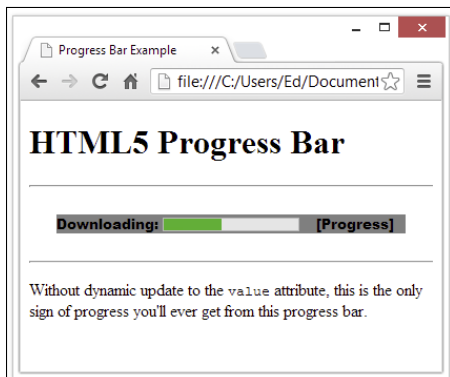 Progress Bar Example
file:///C:/Users/Ed/Document
HTML5 Progress Bar
Downloading: [Progress]
Without dynamic update to the value attribute, this is the only
sign of progress you'll ever get from this progress bar.